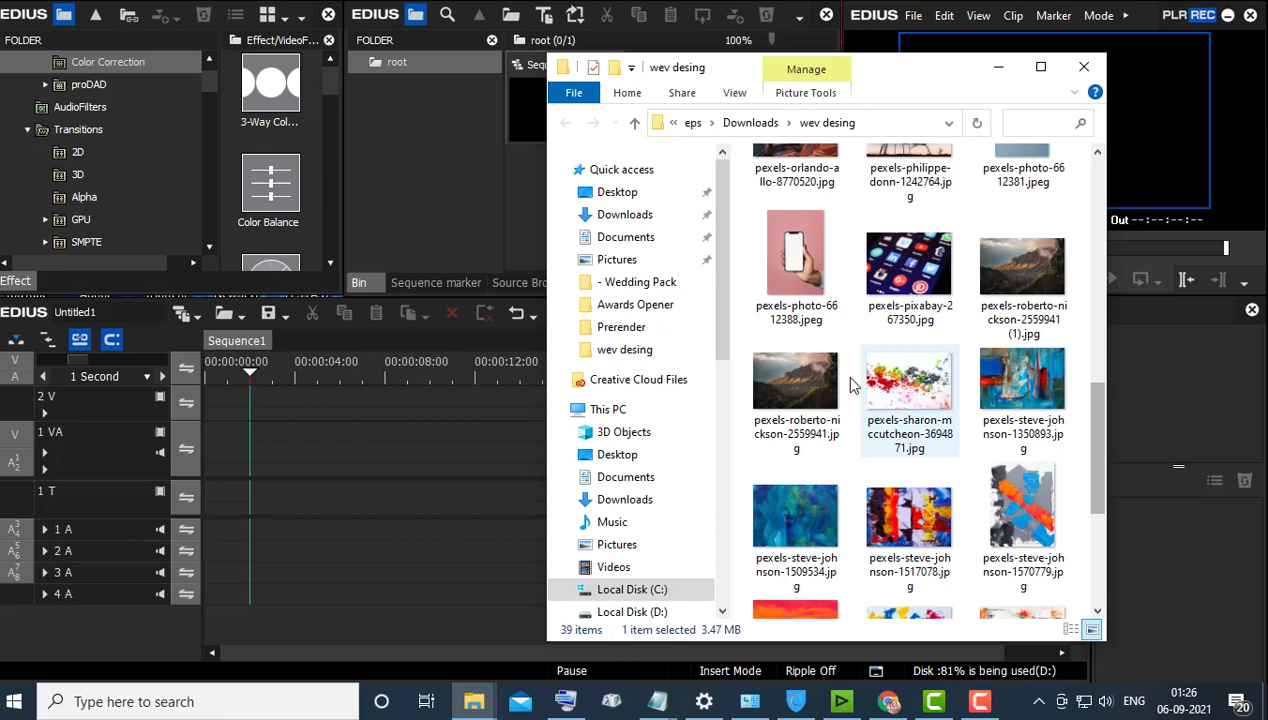 EDIUS
EDIUS
EDIUS File Edit View Clip Marker Mode PLR REC
FOLDER
Effect/VideoF...
FOLDER
root (0/1) 100%
Color Correction
proDAD
AudioFilters
Transitions
2D
3D
Alpha
GPU
SMPTE
3-Way Col...
Color Balance
root
Effect
Bin Sequence marker Source Bro
wev desing
Manage
File Home Share View Picture Tools
« eps > Downloads > wev desing
Quick access
Desktop
Downloads
Documents
Pictures
- Wedding Pack
Awards Opener
Prerender
wev desing
Creative Cloud Files
This PC
3D Objects
Desktop
Documents
Downloads
Music
Pictures
Videos
Local Disk (C:)
Local Disk (D:)
pexels-orlando-a
llo-8770520.jpg
pexels-philippe-
donn-1242764.jp
g
pexels-photo-66
12381.jpeg
pexels-photo-66
12388.jpeg
pexels-pixabay-2
67350.jpg
pexels-roberto-ni
ckson-2559941
(1).jpg
pexels-roberto-ni
ckson-2559941.jp
g
pexels-sharon-m
ccutcheon-36948
71.jpg
pexels-steve-joh
nson-1350893.jp
g
pexels-steve-joh
nson-1509534.jp
g
pexels-steve-joh
nson-1517078.jp
g
pexels-steve-joh
nson-1570779.jp
g
39 items 1 item selected 3.47 MB
Out --:--:--:--
EDIUS Untitled1
Sequence1
00:00:00:00 00:00:04:00 00:00:08:00 00:00:12:00
V
A
1 Second
2 V
V
1 VA
A12
1 T
A34
1 A
A56
2 A
A78
3 A
4 A
Pause Insert Mode Ripple Off Disk :81% is being used(D:)
Type here to search
ENG
01:26
06-09-2021
20